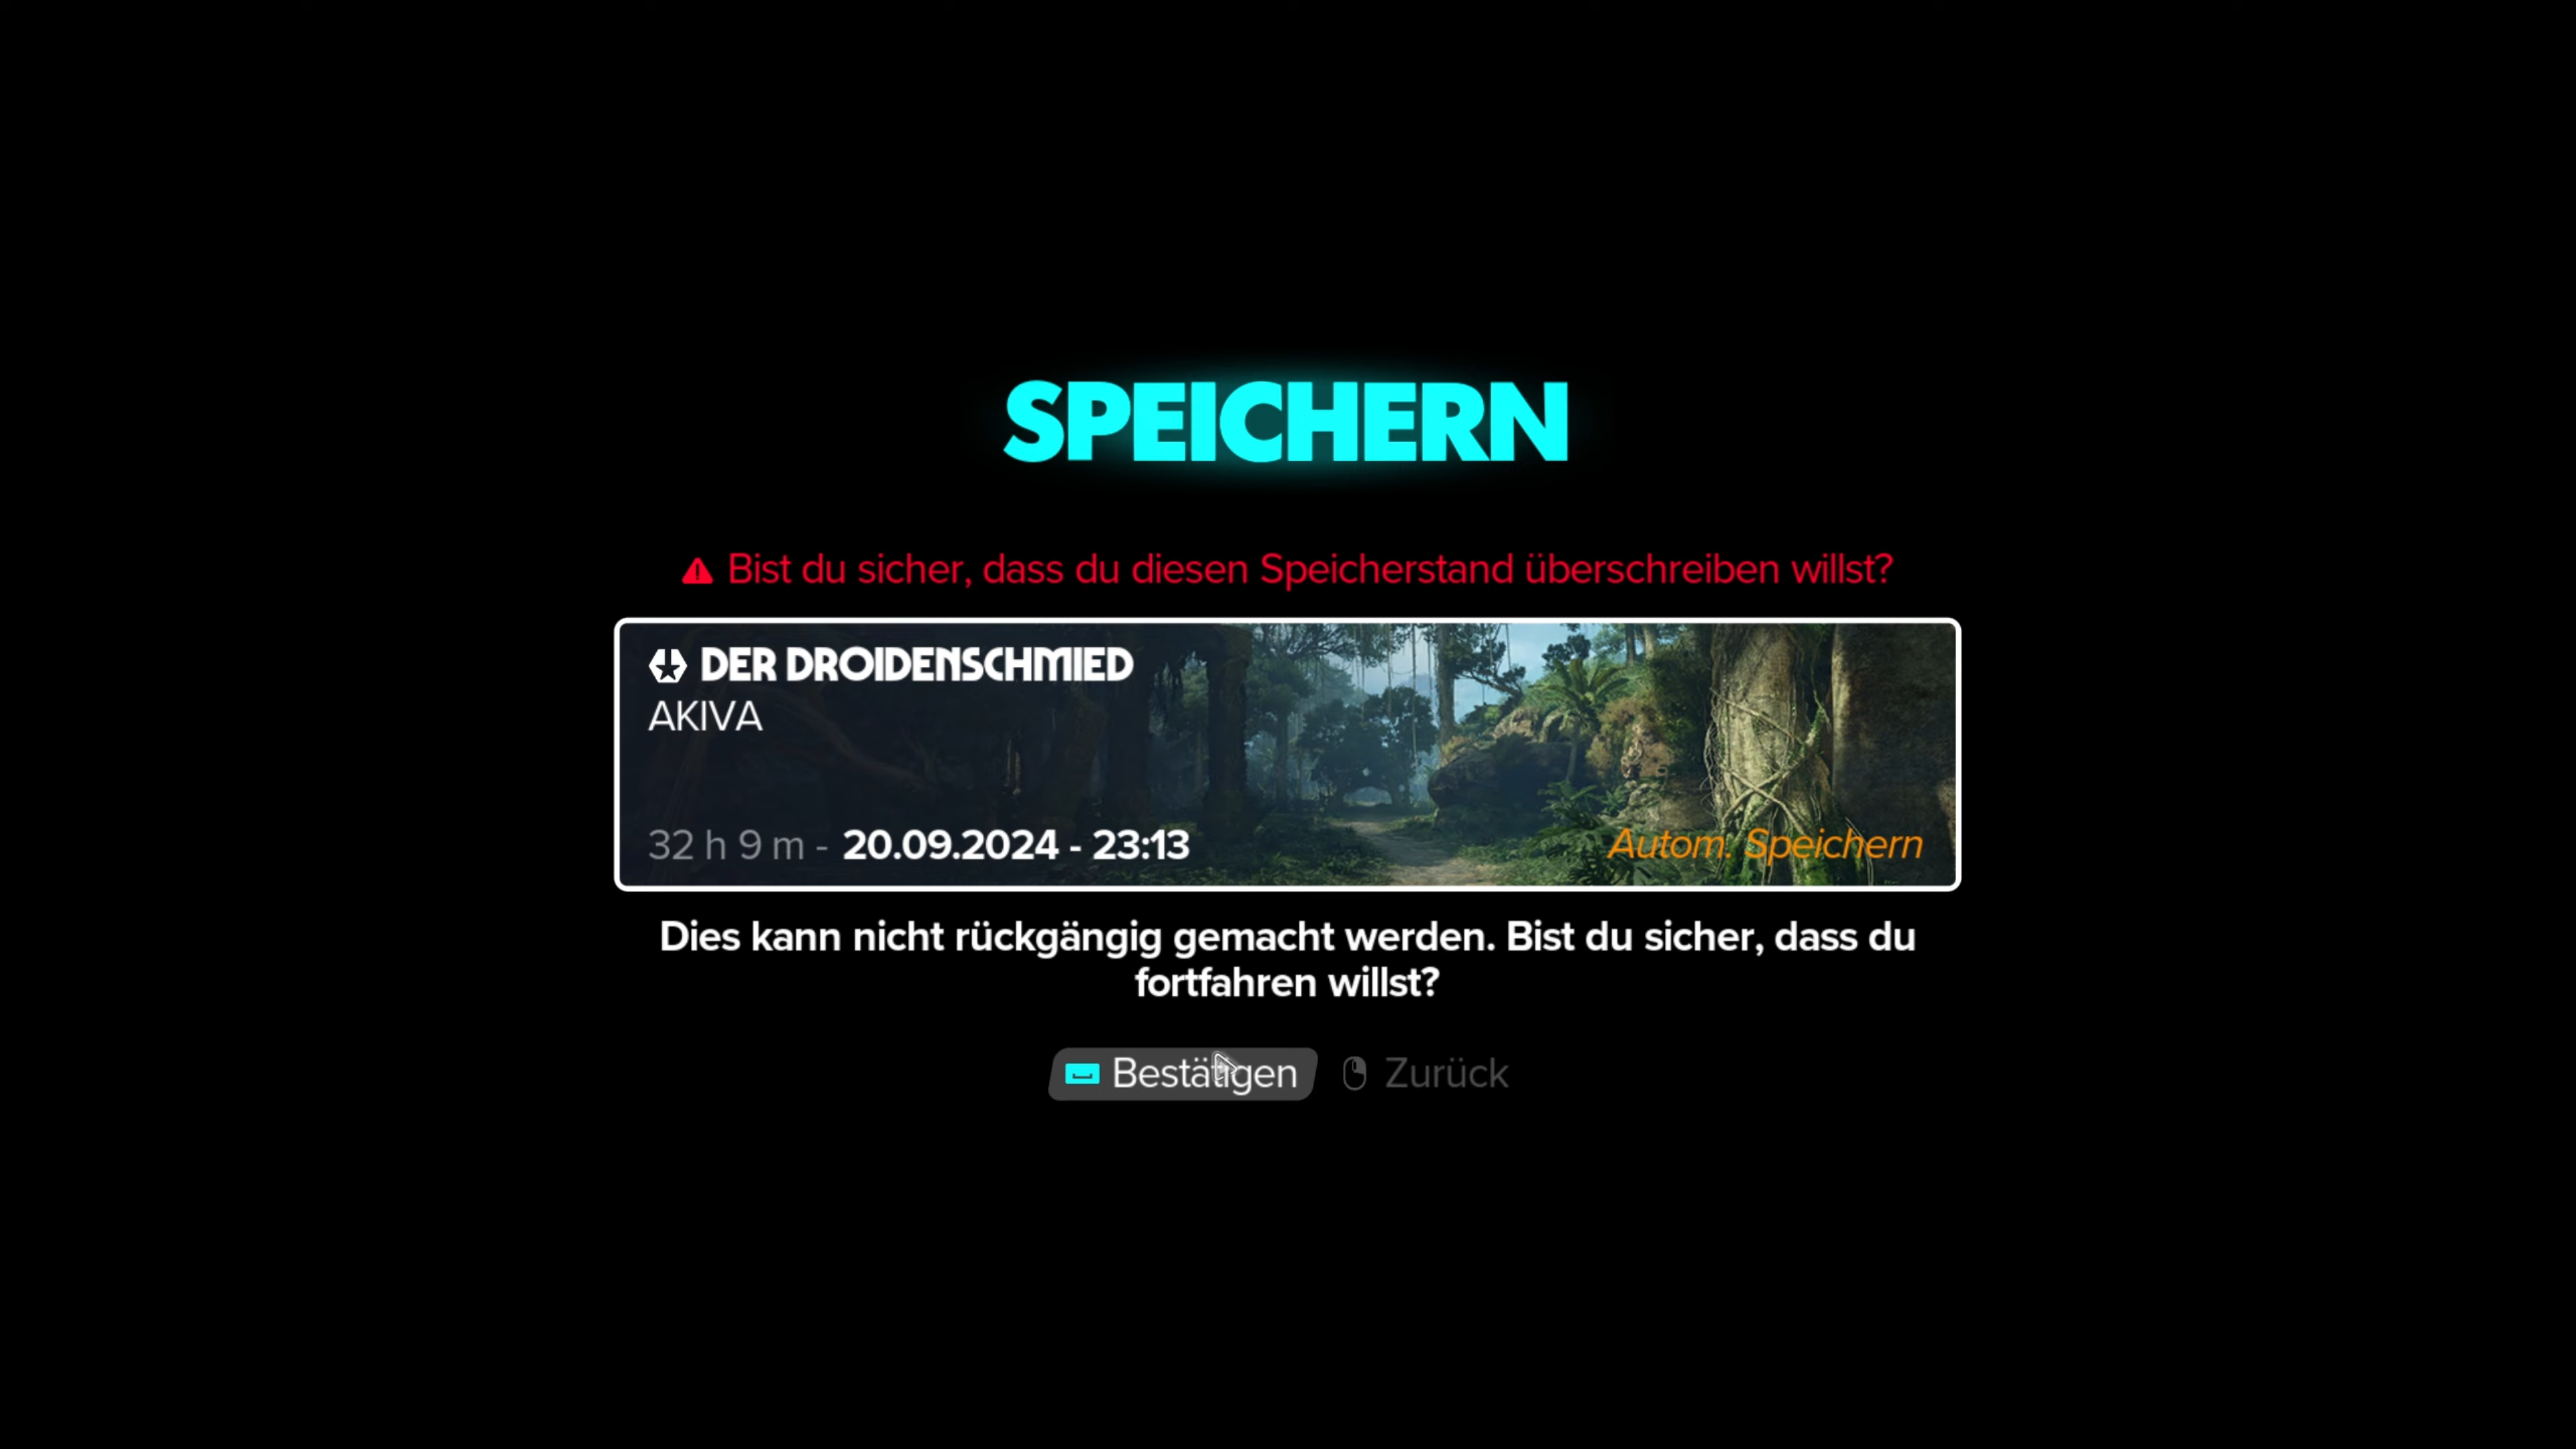 SPEICHERN
Bist du sicher, dass du diesen Speicherstand überschreiben willst?
DER DROIDENSCHMIED
AKIVA
32 h 9 m - 20.09.2024 - 23:13
Autom. Speichern
Dies kann nicht rückgängig gemacht werden. Bist du sicher, dass du
fortfahren willst?
Bestätigen Zurück